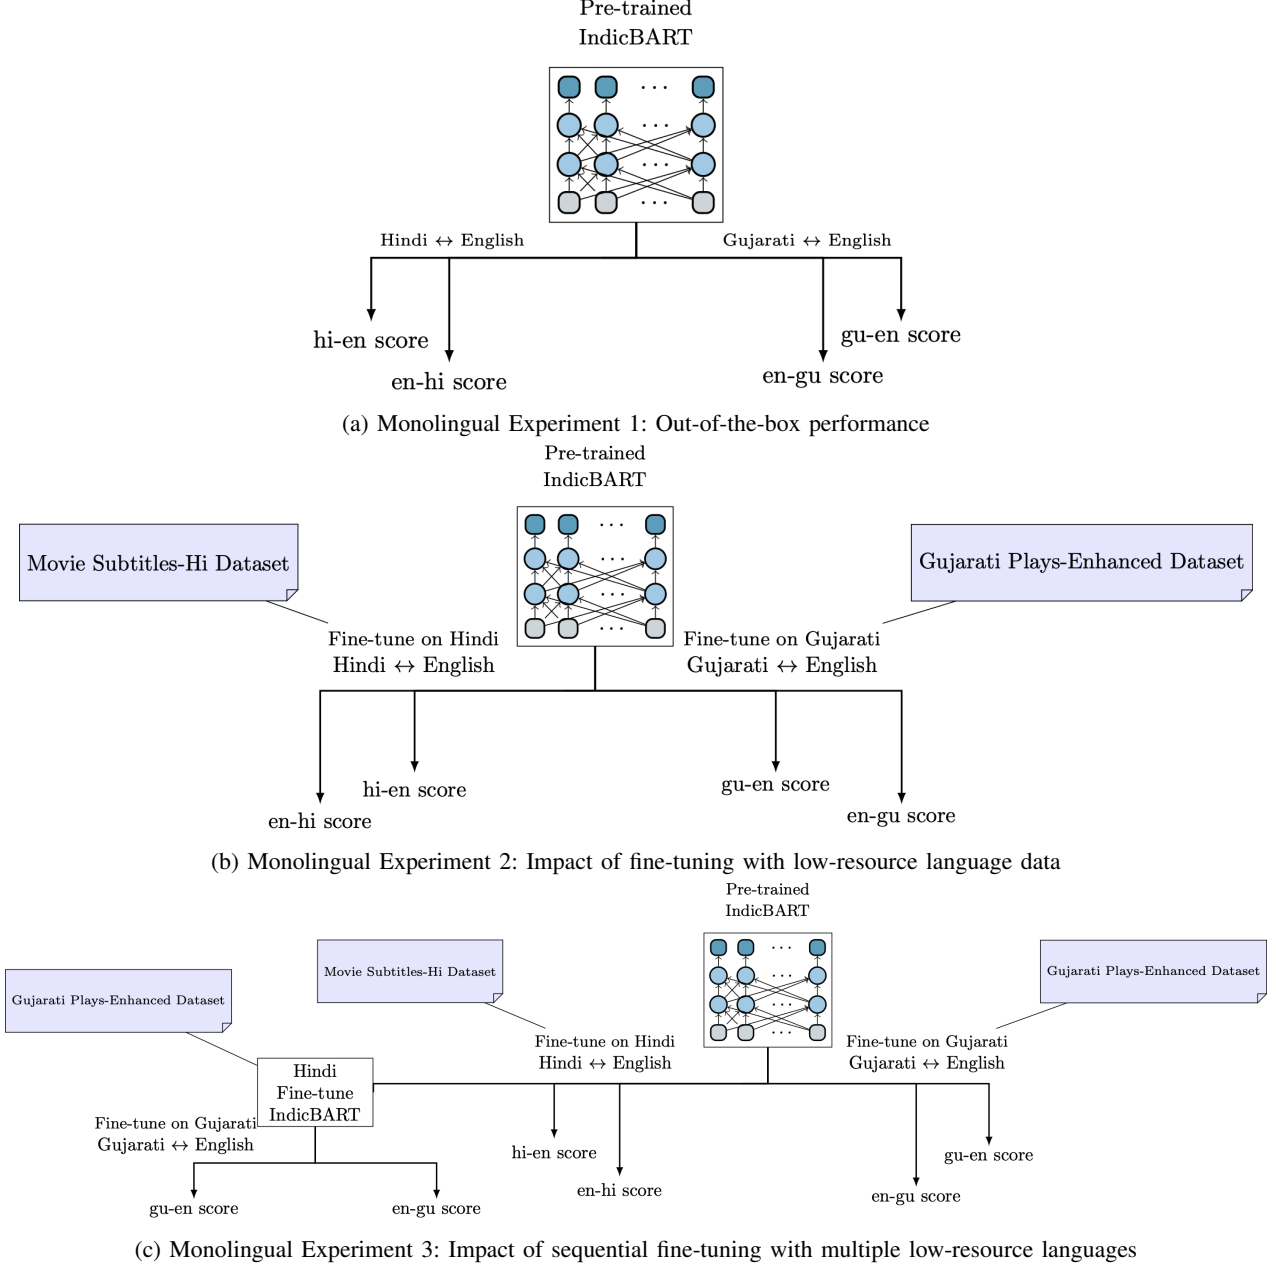 Pre-trained
IndicBART
Hindi ↔ English
Gujarati ↔ English
hi-en score
gu-en score
en-hi score
en-gu score
(a) Monolingual Experiment 1: Out-of-the-box performance
Pre-trained
IndicBART
Movie Subtitles-Hi Dataset
Gujarati Plays-Enhanced Dataset
Fine-tune on Hindi
Hindi ↔ English
Fine-tune on Gujarati
Gujarati ↔ English
hi-en score
gu-en score
en-hi score
en-gu score
(b) Monolingual Experiment 2: Impact of fine-tuning with low-resource language data
Pre-trained
IndicBART
Gujarati Plays-Enhanced Dataset
Movie Subtitles-Hi Dataset
Gujarati Plays-Enhanced Dataset
Fine-tune on Hindi
Hindi ↔ English
Fine-tune on Gujarati
Gujarati ↔ English
Hindi
Fine-tune
IndicBART
Fine-tune on Gujarati
Gujarati ↔ English
hi-en score
gu-en score
en-hi score
en-gu score
gu-en score
en-gu score
(c) Monolingual Experiment 3: Impact of sequential fine-tuning with multiple low-resource languages